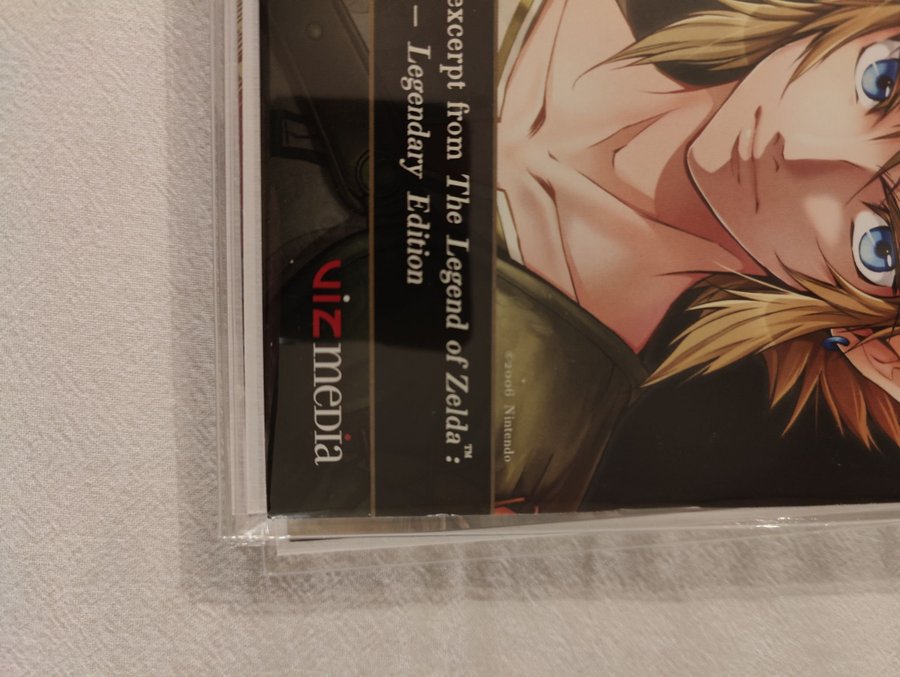 excerpt from The Legend of Zelda™:
— Legendary Edition
©2006 Nintendo
VIZ MEDIA